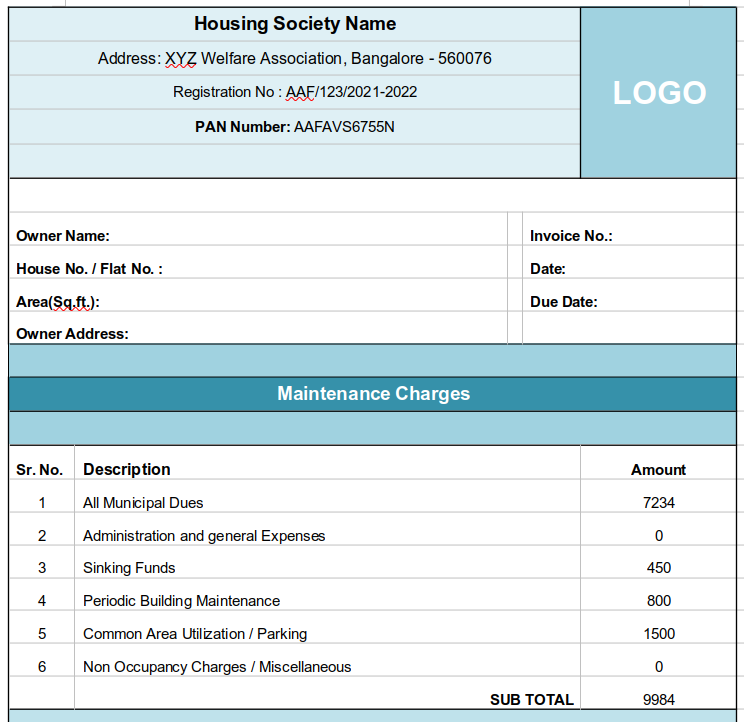 Housing Society Name
Address: XYZ Welfare Association, Bangalore - 560076
LOGO
Registration No : AAF/123/2021-2022
PAN Number: AAFAVS6755N
Owner Name:
Invoice No.:
House No. / Flat No. :
Date:
Area(Sq.ft.):
Due Date:
Owner Address:
Maintenance Charges
Sr. No. Description Amount
1 All Municipal Dues 7234
2 Administration and general Expenses 0
3 Sinking Funds 450
4 Periodic Building Maintenance 800
5 Common Area Utilization / Parking 1500
6 Non Occupancy Charges / Miscellaneous 0
SUB TOTAL 9984